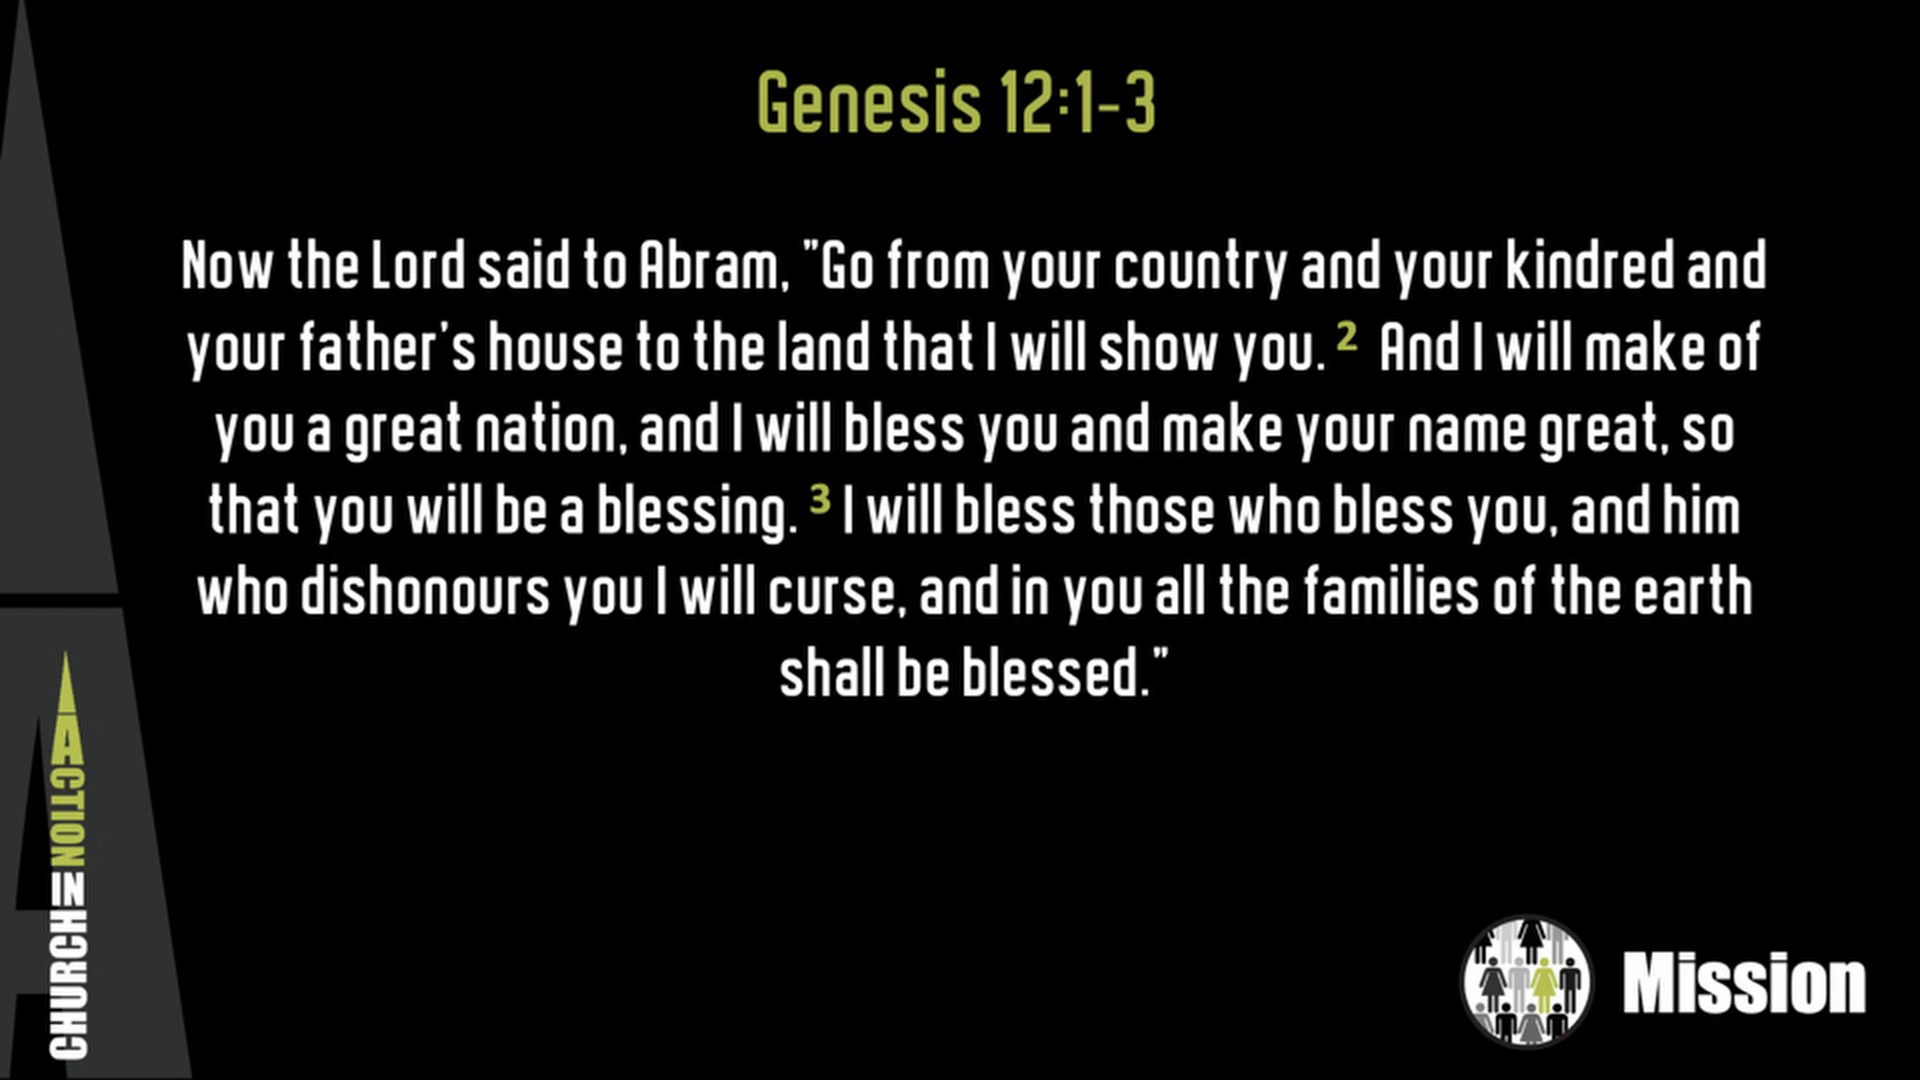 Genesis 12:1-3
Now the Lord said to Abram, "Go from your country and your kindred and
your father's house to the land that I will show you. ² And I will make of
you a great nation, and I will bless you and make your name great, so
that you will be a blessing. ³ I will bless those who bless you, and him
who dishonours you I will curse, and in you all the families of the earth
shall be blessed."
CHURCH IN ACTION
Mission